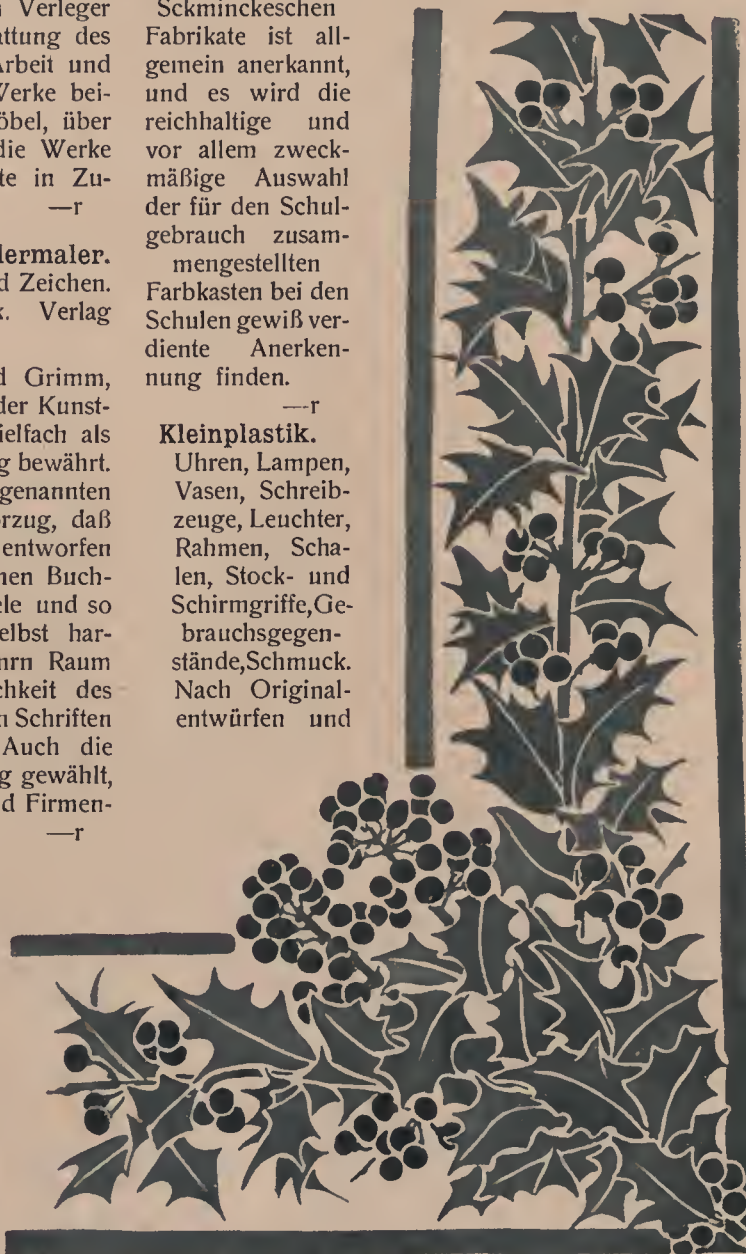 Verleger
attung des
Arbeit und
Werke bei-
öbel, über
die Werke
te in Zu-
—r
lermaler.
d Zeichen.
x. Verlag
d Grimm,
der Kunst-
ielfach als
g bewährt.
genannten
rzug, daß
entworfen
nen Buch-
ele und so
elbst har-
hrn Raum
chkeit des
n Schriften
Auch die
g gewählt,
d Firmen-
—r
Sckminckeschen
Fabrikate ist all-
gemein anerkannt,
und es wird die
reichhaltige und
vor allem zweck-
mäßige Auswahl
der für den Schul-
gebrauch zusam-
mengestellten
Farbkasten bei den
Schulen gewiß ver-
diente Anerken-
nung finden.
—r
Kleinplastik.
Uhren, Lampen,
Vasen, Schreib-
zeuge, Leuchter,
Rahmen, Scha-
len, Stock- und
Schirmgriffe,Ge-
brauchsgegen-
stände,Schmuck.
Nach Original-
entwürfen und